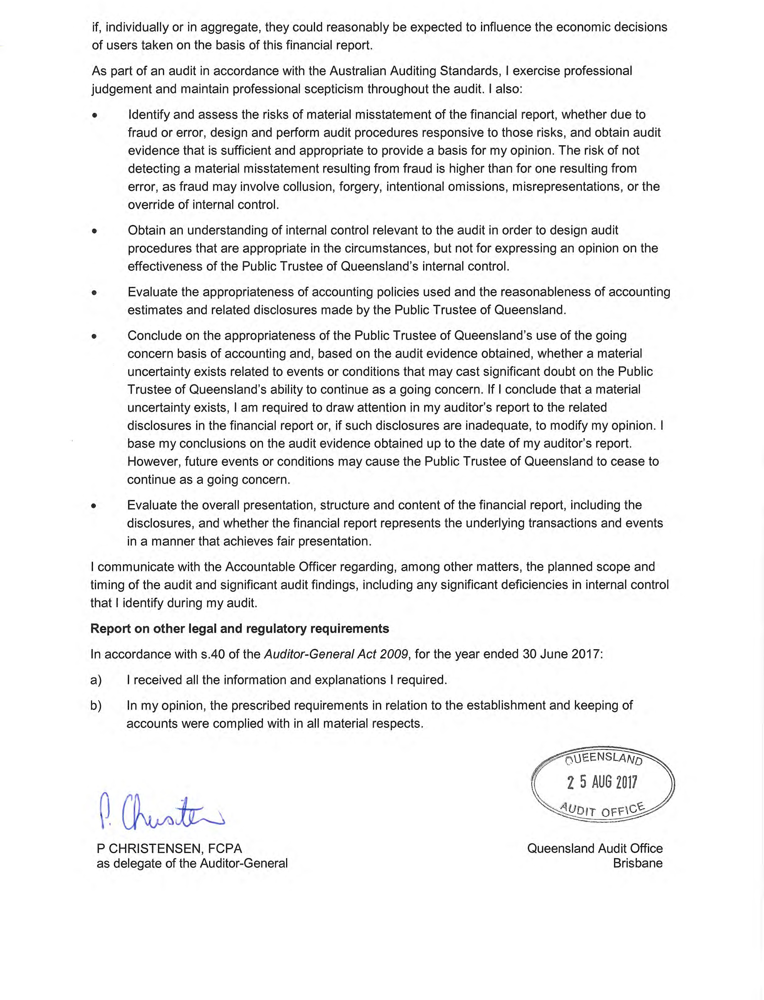 if, individually or in aggregate, they could reasonably be expected to influence the economic decisions
of users taken on the basis of this financial report.
As part of an audit in accordance with the Australian Auditing Standards, I exercise professional
judgement and maintain professional scepticism throughout the audit. I also:
• Identify and assess the risks of material misstatement of the financial report, whether due to
fraud or error, design and perform audit procedures responsive to those risks, and obtain audit
evidence that is sufficient and appropriate to provide a basis for my opinion. The risk of not
detecting a material misstatement resulting from fraud is higher than for one resulting from
error, as fraud may involve collusion, forgery, intentional omissions, misrepresentations, or the
override of internal control.
• Obtain an understanding of internal control relevant to the audit in order to design audit
procedures that are appropriate in the circumstances, but not for expressing an opinion on the
effectiveness of the Public Trustee of Queensland's internal control.
• Evaluate the appropriateness of accounting policies used and the reasonableness of accounting
estimates and related disclosures made by the Public Trustee of Queensland.
• Conclude on the appropriateness of the Public Trustee of Queensland's use of the going
concern basis of accounting and, based on the audit evidence obtained, whether a material
uncertainty exists related to events or conditions that may cast significant doubt on the Public
Trustee of Queensland's ability to continue as a going concern. If I conclude that a material
uncertainty exists, I am required to draw attention in my auditor's report to the related
disclosures in the financial report or, if such disclosures are inadequate, to modify my opinion. I
base my conclusions on the audit evidence obtained up to the date of my auditor's report.
However, future events or conditions may cause the Public Trustee of Queensland to cease to
continue as a going concern.
• Evaluate the overall presentation, structure and content of the financial report, including the
disclosures, and whether the financial report represents the underlying transactions and events
in a manner that achieves fair presentation.
I communicate with the Accountable Officer regarding, among other matters, the planned scope and
timing of the audit and significant audit findings, including any significant deficiencies in internal control
that I identify during my audit.
Report on other legal and regulatory requirements
In accordance with s.40 of the Auditor-General Act 2009, for the year ended 30 June 2017:
a) I received all the information and explanations I required.
b) In my opinion, the prescribed requirements in relation to the establishment and keeping of
accounts were complied with in all material respects.
QUEENSLAND
25 AUG 2017
AUDIT OFFICE
P. Christen
P CHRISTENSEN, FCPA
as delegate of the Auditor-General
Queensland Audit Office
Brisbane